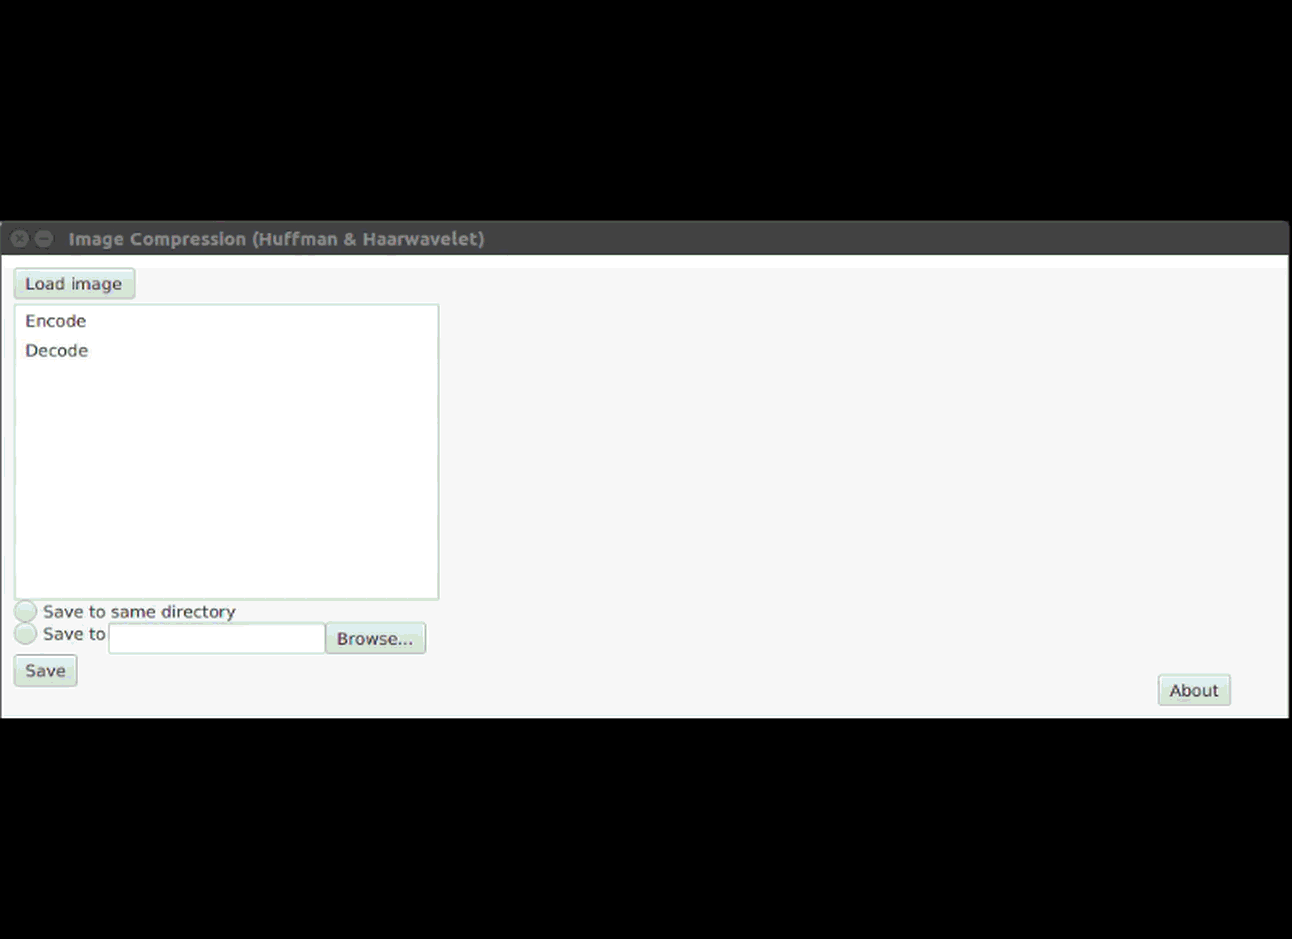 Image Compression (Huffman & Haarwavelet)
Load image
Encode
Decode
Save to same directory
Save to
Browse...
Save
About